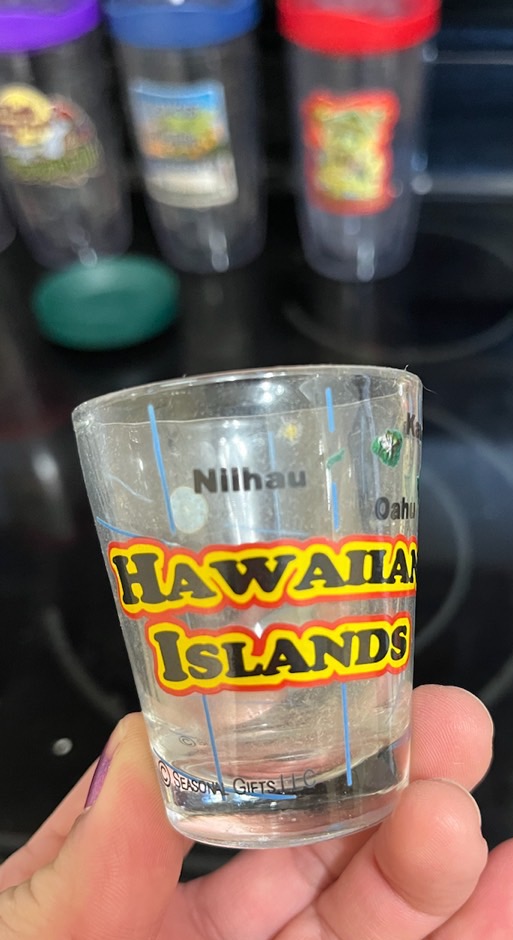 Nilhau
Oahu
HAWAIIAN
ISLANDS
© SEASONAL GIFTS LLC